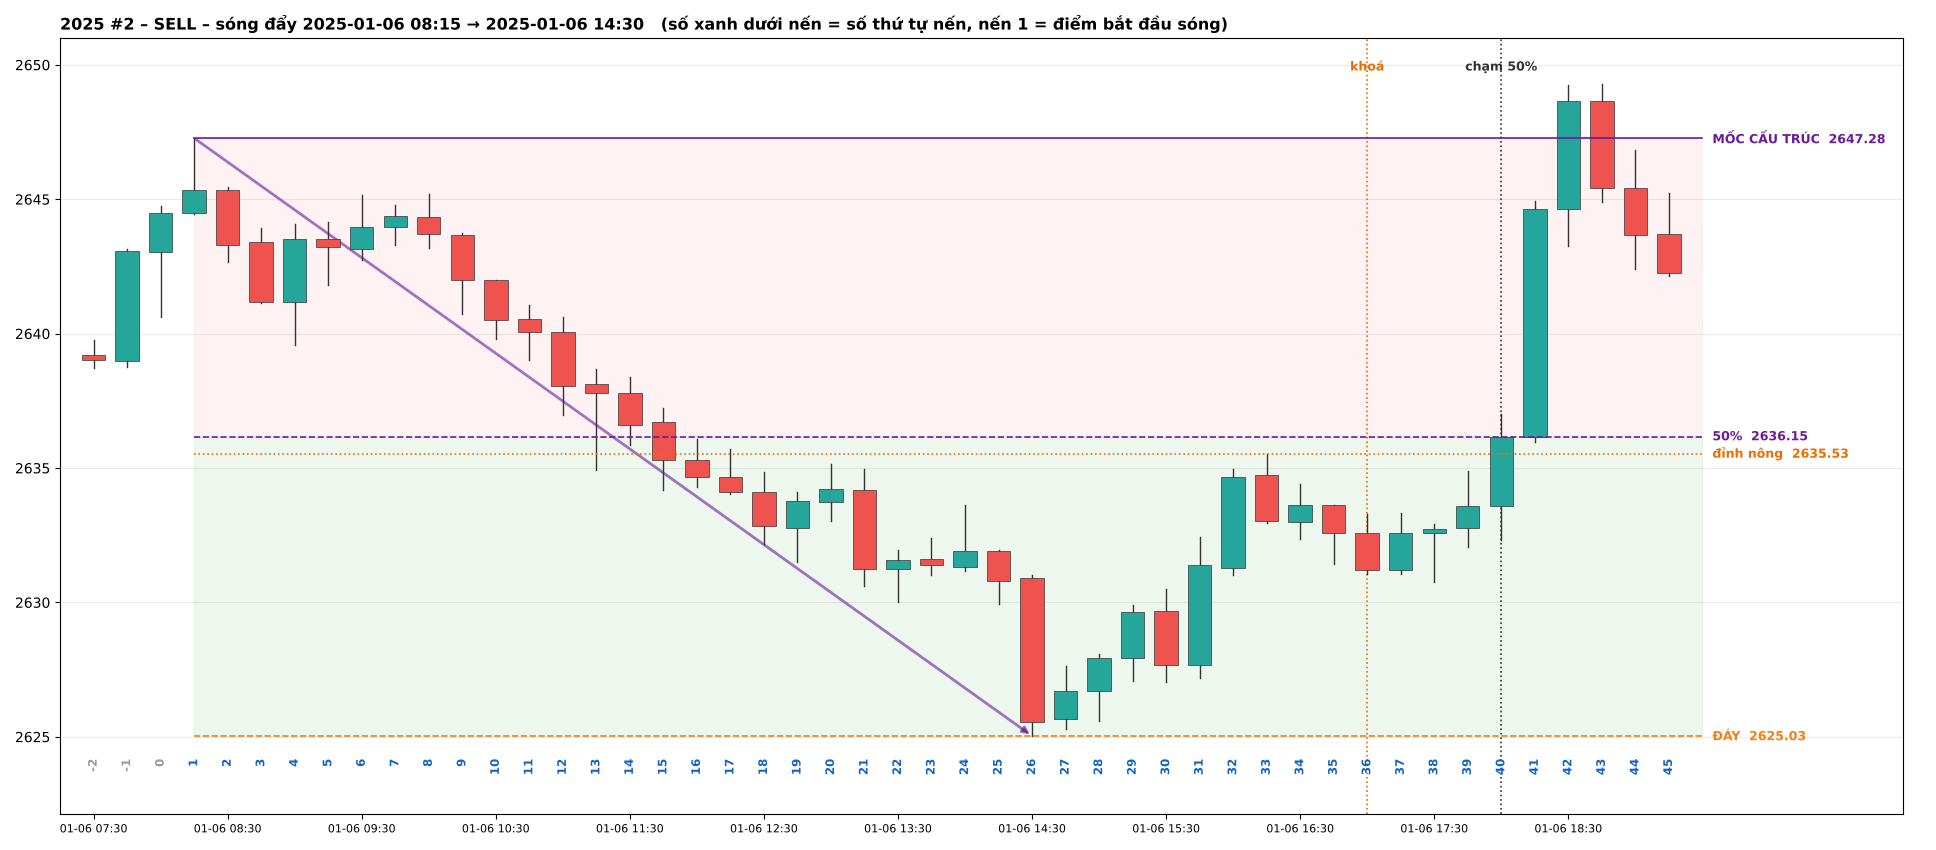 2025 #2 – SELL – sóng đẩy 2025-01-06 08:15 → 2025-01-06 14:30   (số xanh dưới nến = số thứ tự nến, nến 1 = điểm bắt đầu sóng)
2650
khoá
chạm 50%
MỐC CẤU TRÚC 2647.28
2645
2640
50% 2636.15
đỉnh nông 2635.53
2635
2630
2625
ĐÁY 2625.03
-2 -1 0 1 2 3 4 5 6 7 8 9 10 11 12 13 14 15 16 17 18 19 20 21 22 23 24 25 26 27 28 29 30 31 32 33 34 35 36 37 38 39 40 41 42 43 44 45
01-06 07:30 01-06 08:30 01-06 09:30 01-06 10:30 01-06 11:30 01-06 12:30 01-06 13:30 01-06 14:30 01-06 15:30 01-06 16:30 01-06 17:30 01-06 18:30